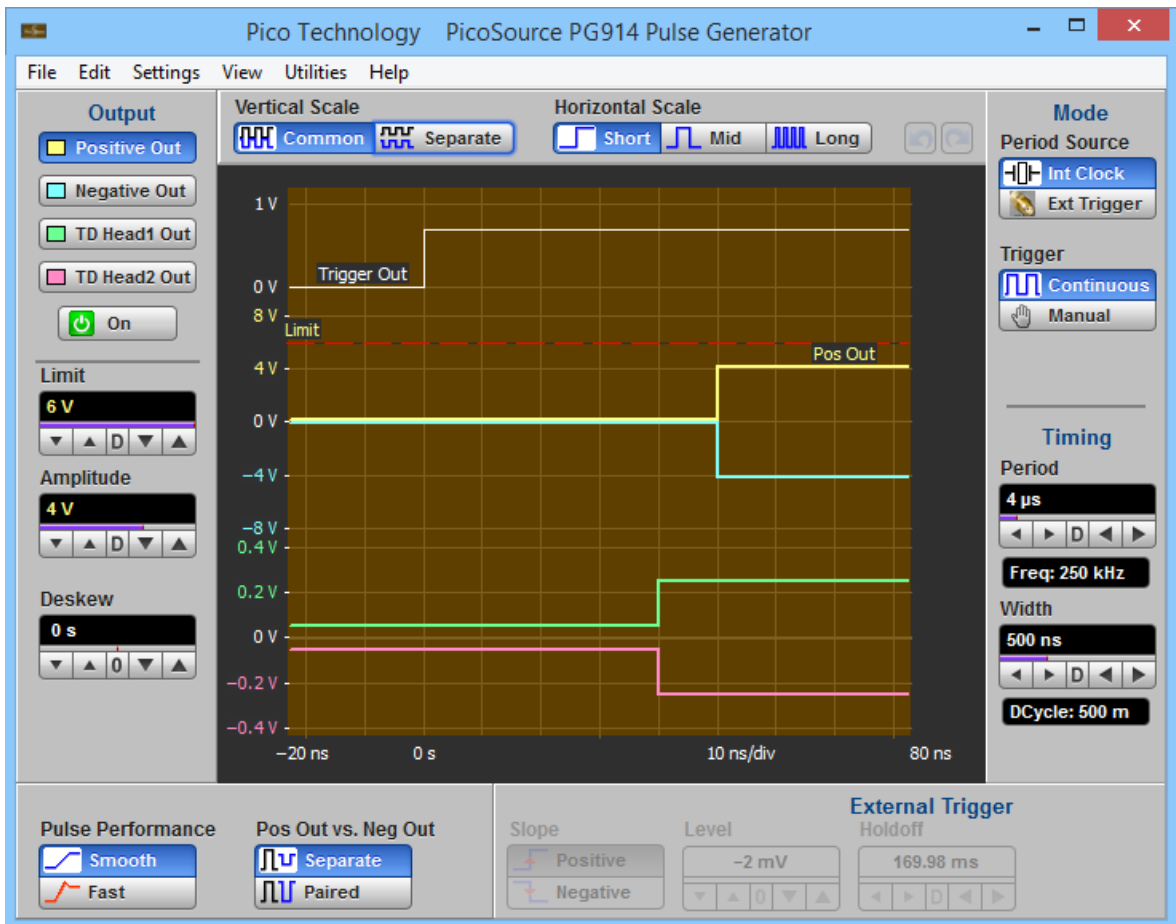 Pico Technology PicoSource PG914 Pulse Generator
File Edit Settings View Utilities Help
Output
Positive Out
Negative Out
TD Head1 Out
TD Head2 Out
On
Limit
6 V
D
Amplitude
4 V
D
Deskew
0 s
0
Vertical Scale
Common Separate
Horizontal Scale
Short Mid Long
1 V
Trigger Out
0 V
8 V
Limit
Pos Out
4 V
0 V
−4 V
−8 V
0.4 V
0.2 V
0 V
−0.2 V
−0.4 V
−20 ns 0 s 10 ns/div 80 ns
Mode
Period Source
Int Clock
Ext Trigger
Trigger
Continuous
Manual
Timing
Period
4 µs
D
Freq: 250 kHz
Width
500 ns
D
DCycle: 500 m
Pulse Performance
Smooth
Fast
Pos Out vs. Neg Out
Separate
Paired
External Trigger
Slope
Positive
Negative
Level
−2 mV
0
Holdoff
169.98 ms
D